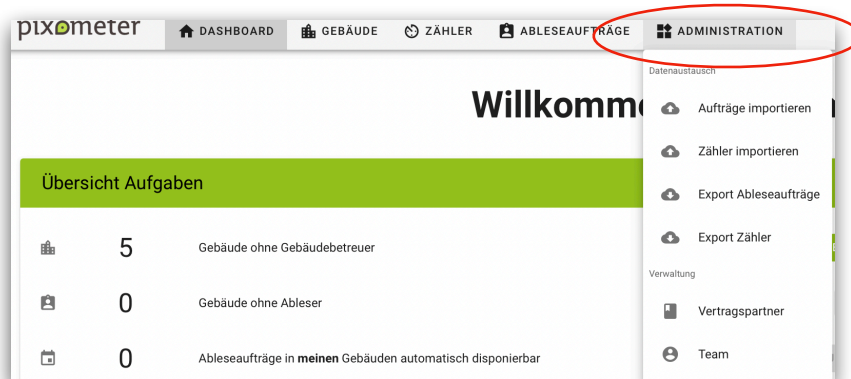 pixometer
DASHBOARD
GEBÄUDE
ZÄHLER
ABLESEAUFTRÄGE
ADMINISTRATION
Willkomme
Übersicht Aufgaben
5
Gebäude ohne Gebäudebetreuer
0
Gebäude ohne Ableser
0
Ableseaufträge in meinen Gebäuden automatisch disponierbar
Datenaustausch
Aufträge importieren
Zähler importieren
Export Ableseaufträge
Export Zähler
Verwaltung
Vertragspartner
Team